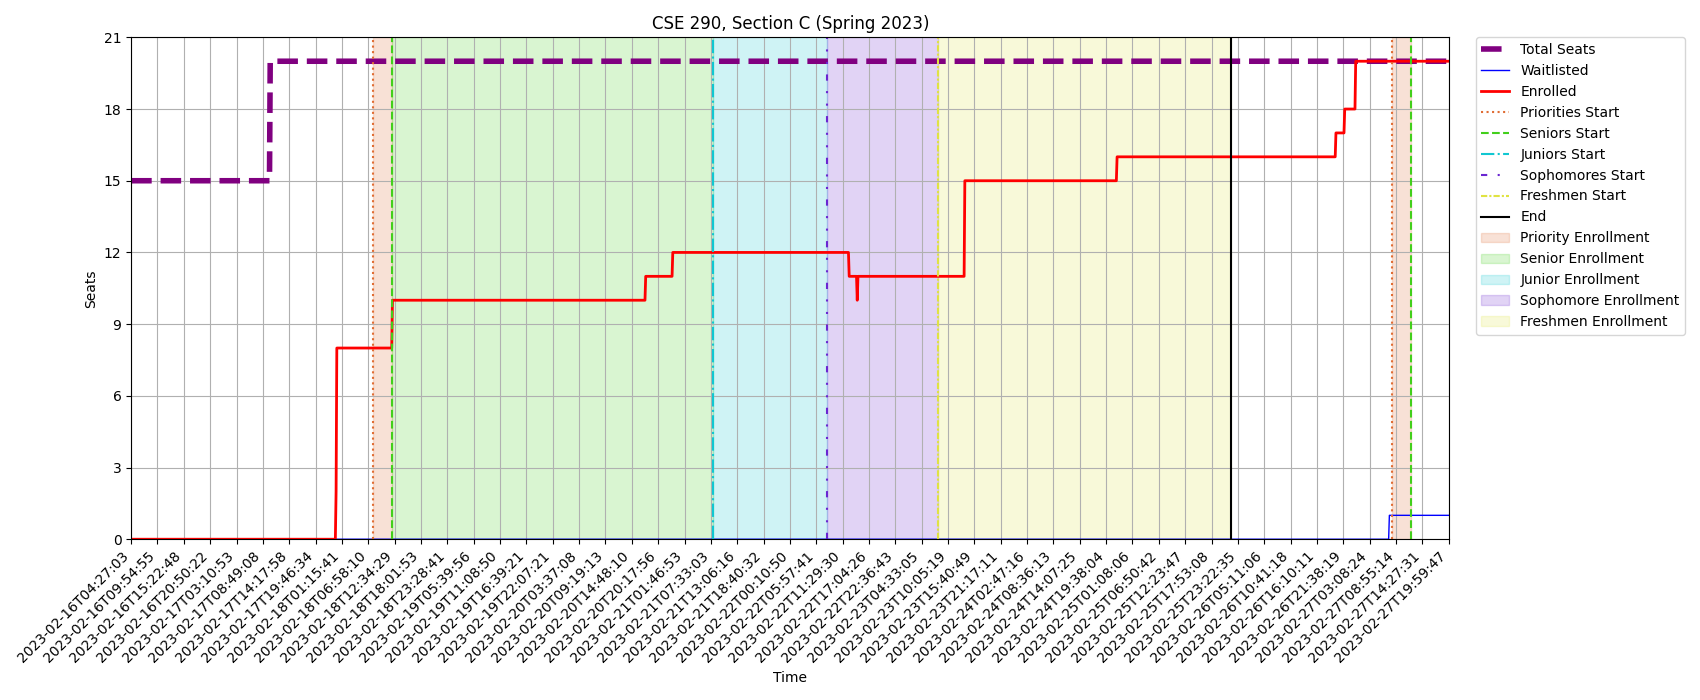 CSE 290, Section C (Spring 2023)
21
18
15
12
9
6
3
0
Seats
2023-02-16T04:27:03
2023-02-16T09:54:55
2023-02-16T15:22:48
2023-02-16T20:50:22
2023-02-17T03:10:53
2023-02-17T08:49:08
2023-02-17T14:17:58
2023-02-17T19:46:34
2023-02-18T01:15:41
2023-02-18T06:58:10
2023-02-18T12:34:29
2023-02-18T18:01:53
2023-02-18T23:28:41
2023-02-19T05:39:56
2023-02-19T11:08:50
2023-02-19T16:39:21
2023-02-19T22:07:21
2023-02-20T03:37:08
2023-02-20T09:19:13
2023-02-20T14:48:10
2023-02-20T20:17:56
2023-02-21T01:46:53
2023-02-21T07:33:03
2023-02-21T13:06:16
2023-02-21T18:40:32
2023-02-22T00:10:50
2023-02-22T05:57:41
2023-02-22T11:29:30
2023-02-22T17:04:26
2023-02-22T22:36:43
2023-02-23T04:33:05
2023-02-23T10:05:19
2023-02-23T15:40:49
2023-02-23T21:17:11
2023-02-24T02:47:16
2023-02-24T08:36:13
2023-02-24T14:07:25
2023-02-24T19:38:04
2023-02-25T01:08:06
2023-02-25T06:50:42
2023-02-25T12:23:47
2023-02-25T17:53:08
2023-02-25T23:22:35
2023-02-26T05:11:06
2023-02-26T10:41:18
2023-02-26T16:10:11
2023-02-26T21:38:19
2023-02-27T03:08:24
2023-02-27T08:55:14
2023-02-27T14:27:31
2023-02-27T19:59:47
Time
Total Seats
Waitlisted
Enrolled
Priorities Start
Seniors Start
Juniors Start
Sophomores Start
Freshmen Start
End
Priority Enrollment
Senior Enrollment
Junior Enrollment
Sophomore Enrollment
Freshmen Enrollment